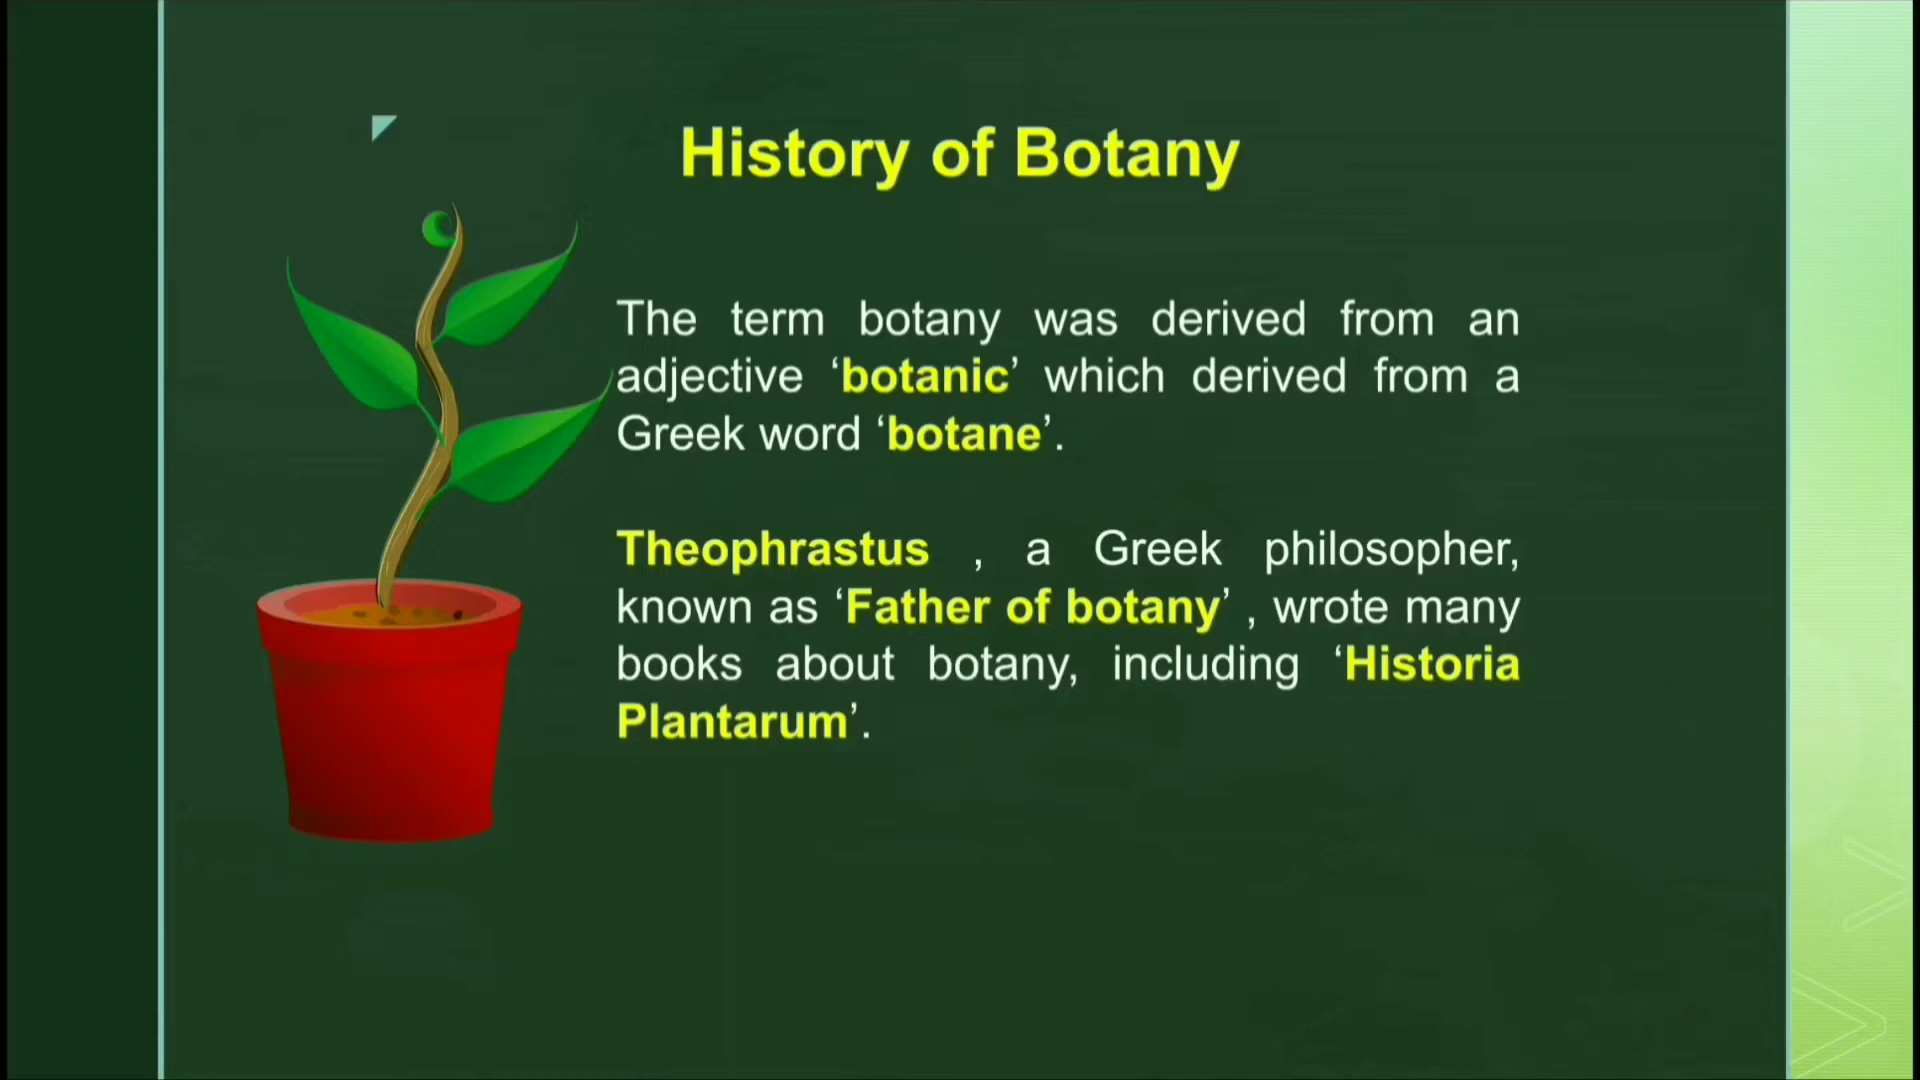 History of Botany
The term botany was derived from an
adjective ‘botanic’ which derived from a
Greek word ‘botane’.
Theophrastus , a Greek philosopher,
known as ‘Father of botany’ , wrote many
books about botany, including ‘Historia
Plantarum’.